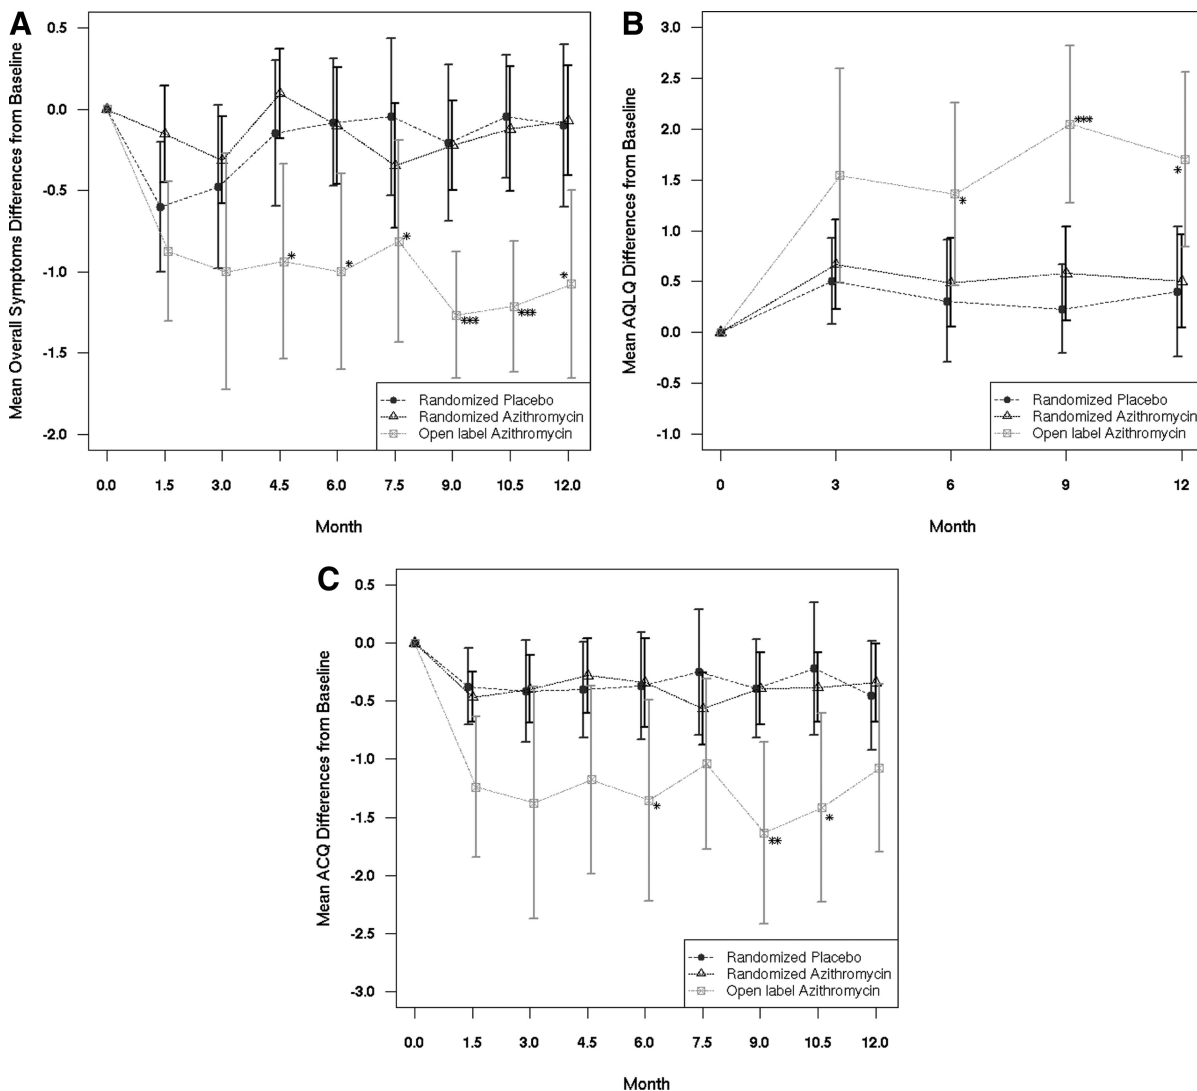 A
Mean Overall Symptoms Differences from Baseline
0.5
0.0
-0.5
-1.0
-1.5
-2.0
*
*
*
***
***
*
Randomized Placebo
Randomized Azithromycin
Open label Azithromycin
0.0 1.5 3.0 4.5 6.0 7.5 9.0 10.5 12.0
Month
B
Mean AQLQ Differences from Baseline
3.0
2.5
2.0
1.5
1.0
0.5
0.0
-0.5
-1.0
*
***
*
Randomized Placebo
Randomized Azithromycin
Open label Azithromycin
0 3 6 9 12
Month
C
Mean ACQ Differences from Baseline
0.5
0.0
-0.5
-1.0
-1.5
-2.0
-2.5
-3.0
*
**
*
Randomized Placebo
Randomized Azithromycin
Open label Azithromycin
0.0 1.5 3.0 4.5 6.0 7.5 9.0 10.5 12.0
Month